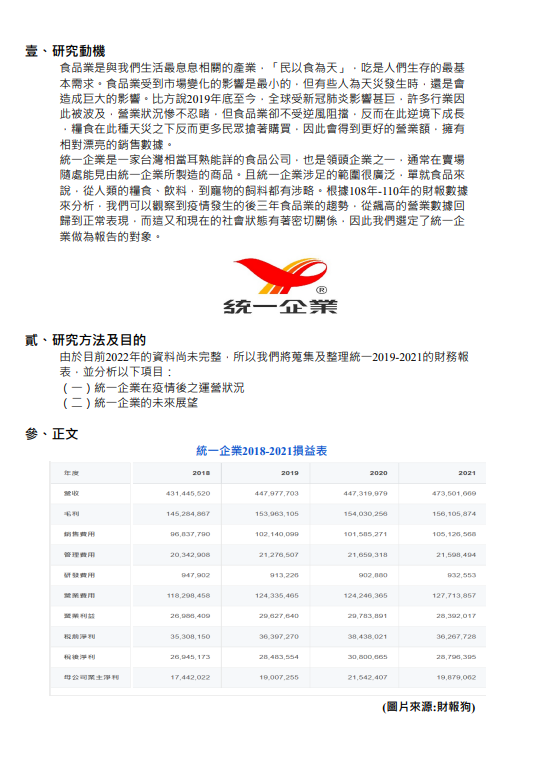 壹、研究動機
食品業是與我們生活最息息相關的產業,「民以食為天」,吃是人們生存的最基
本需求。食品業受到市場變化的影響是最小的,但有些人為天災發生時,還是會
造成巨大的影響。比方說2019年底至今,全球受新冠肺炎影響甚巨,許多行業因
此被波及,營業狀況慘不忍睹,但食品業卻不受逆風阻擋,反而在此逆境下成長
,糧食在此種天災之下反而更多民眾搶著購買,因此會得到更好的營業額,擁有
相對漂亮的銷售數據。
統一企業是一家台灣相當耳熟能詳的食品公司,也是領頭企業之一,通常在賣場
隨處能見由統一企業所製造的商品。且統一企業涉足的範圍很廣泛,單就食品來
說,從人類的糧食、飲料,到寵物的飼料都有涉略。根據108年-110年的財報數據
來分析,我們可以觀察到疫情發生的後三年食品業的趨勢,從飆高的營業數據回
歸到正常表現,而這又和現在的社會狀態有著密切關係,因此我們選定了統一企
業做為報告的對象。
®
統一企業
貳、研究方法及目的
由於目前2022年的資料尚未完整,所以我們將蒐集及整理統一2019-2021的財務報
表,並分析以下項目:
(一)統一企業在疫情後之運營狀況
(二)統一企業的未來展望
參、正文
統一企業2018-2021損益表
年度 2018 2019 2020 2021
營收 431,445,520 447,977,703 447,319,979 473,501,669
毛利 145,284,867 153,963,105 154,030,256 156,105,874
銷售費用 96,837,790 102,140,099 101,585,271 105,126,568
管理費用 20,342,908 21,276,507 21,659,318 21,598,494
研發費用 947,902 913,226 902,880 932,553
營業費用 118,298,458 124,335,465 124,246,365 127,713,857
營業利益 26,986,409 29,627,640 29,783,891 28,392,017
稅前淨利 35,308,150 36,397,270 38,438,021 36,267,728
稅後淨利 26,945,173 28,483,554 30,800,665 28,796,395
母公司業主淨利 17,442,022 19,007,255 21,542,407 19,879,062
(圖片來源:財報狗)